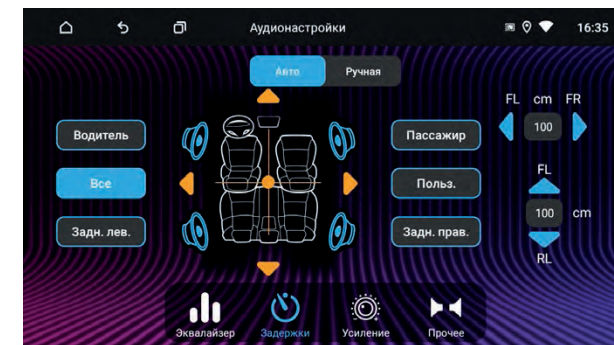 Аудионастройки
16:35
Авто
Ручная
FL cm FR
100
Водитель
Пассажир
Все
Польз.
FL
100 cm
Задн. лев.
Задн. прав.
RL
Эквалайзер
Задержки
Усиление
Прочее